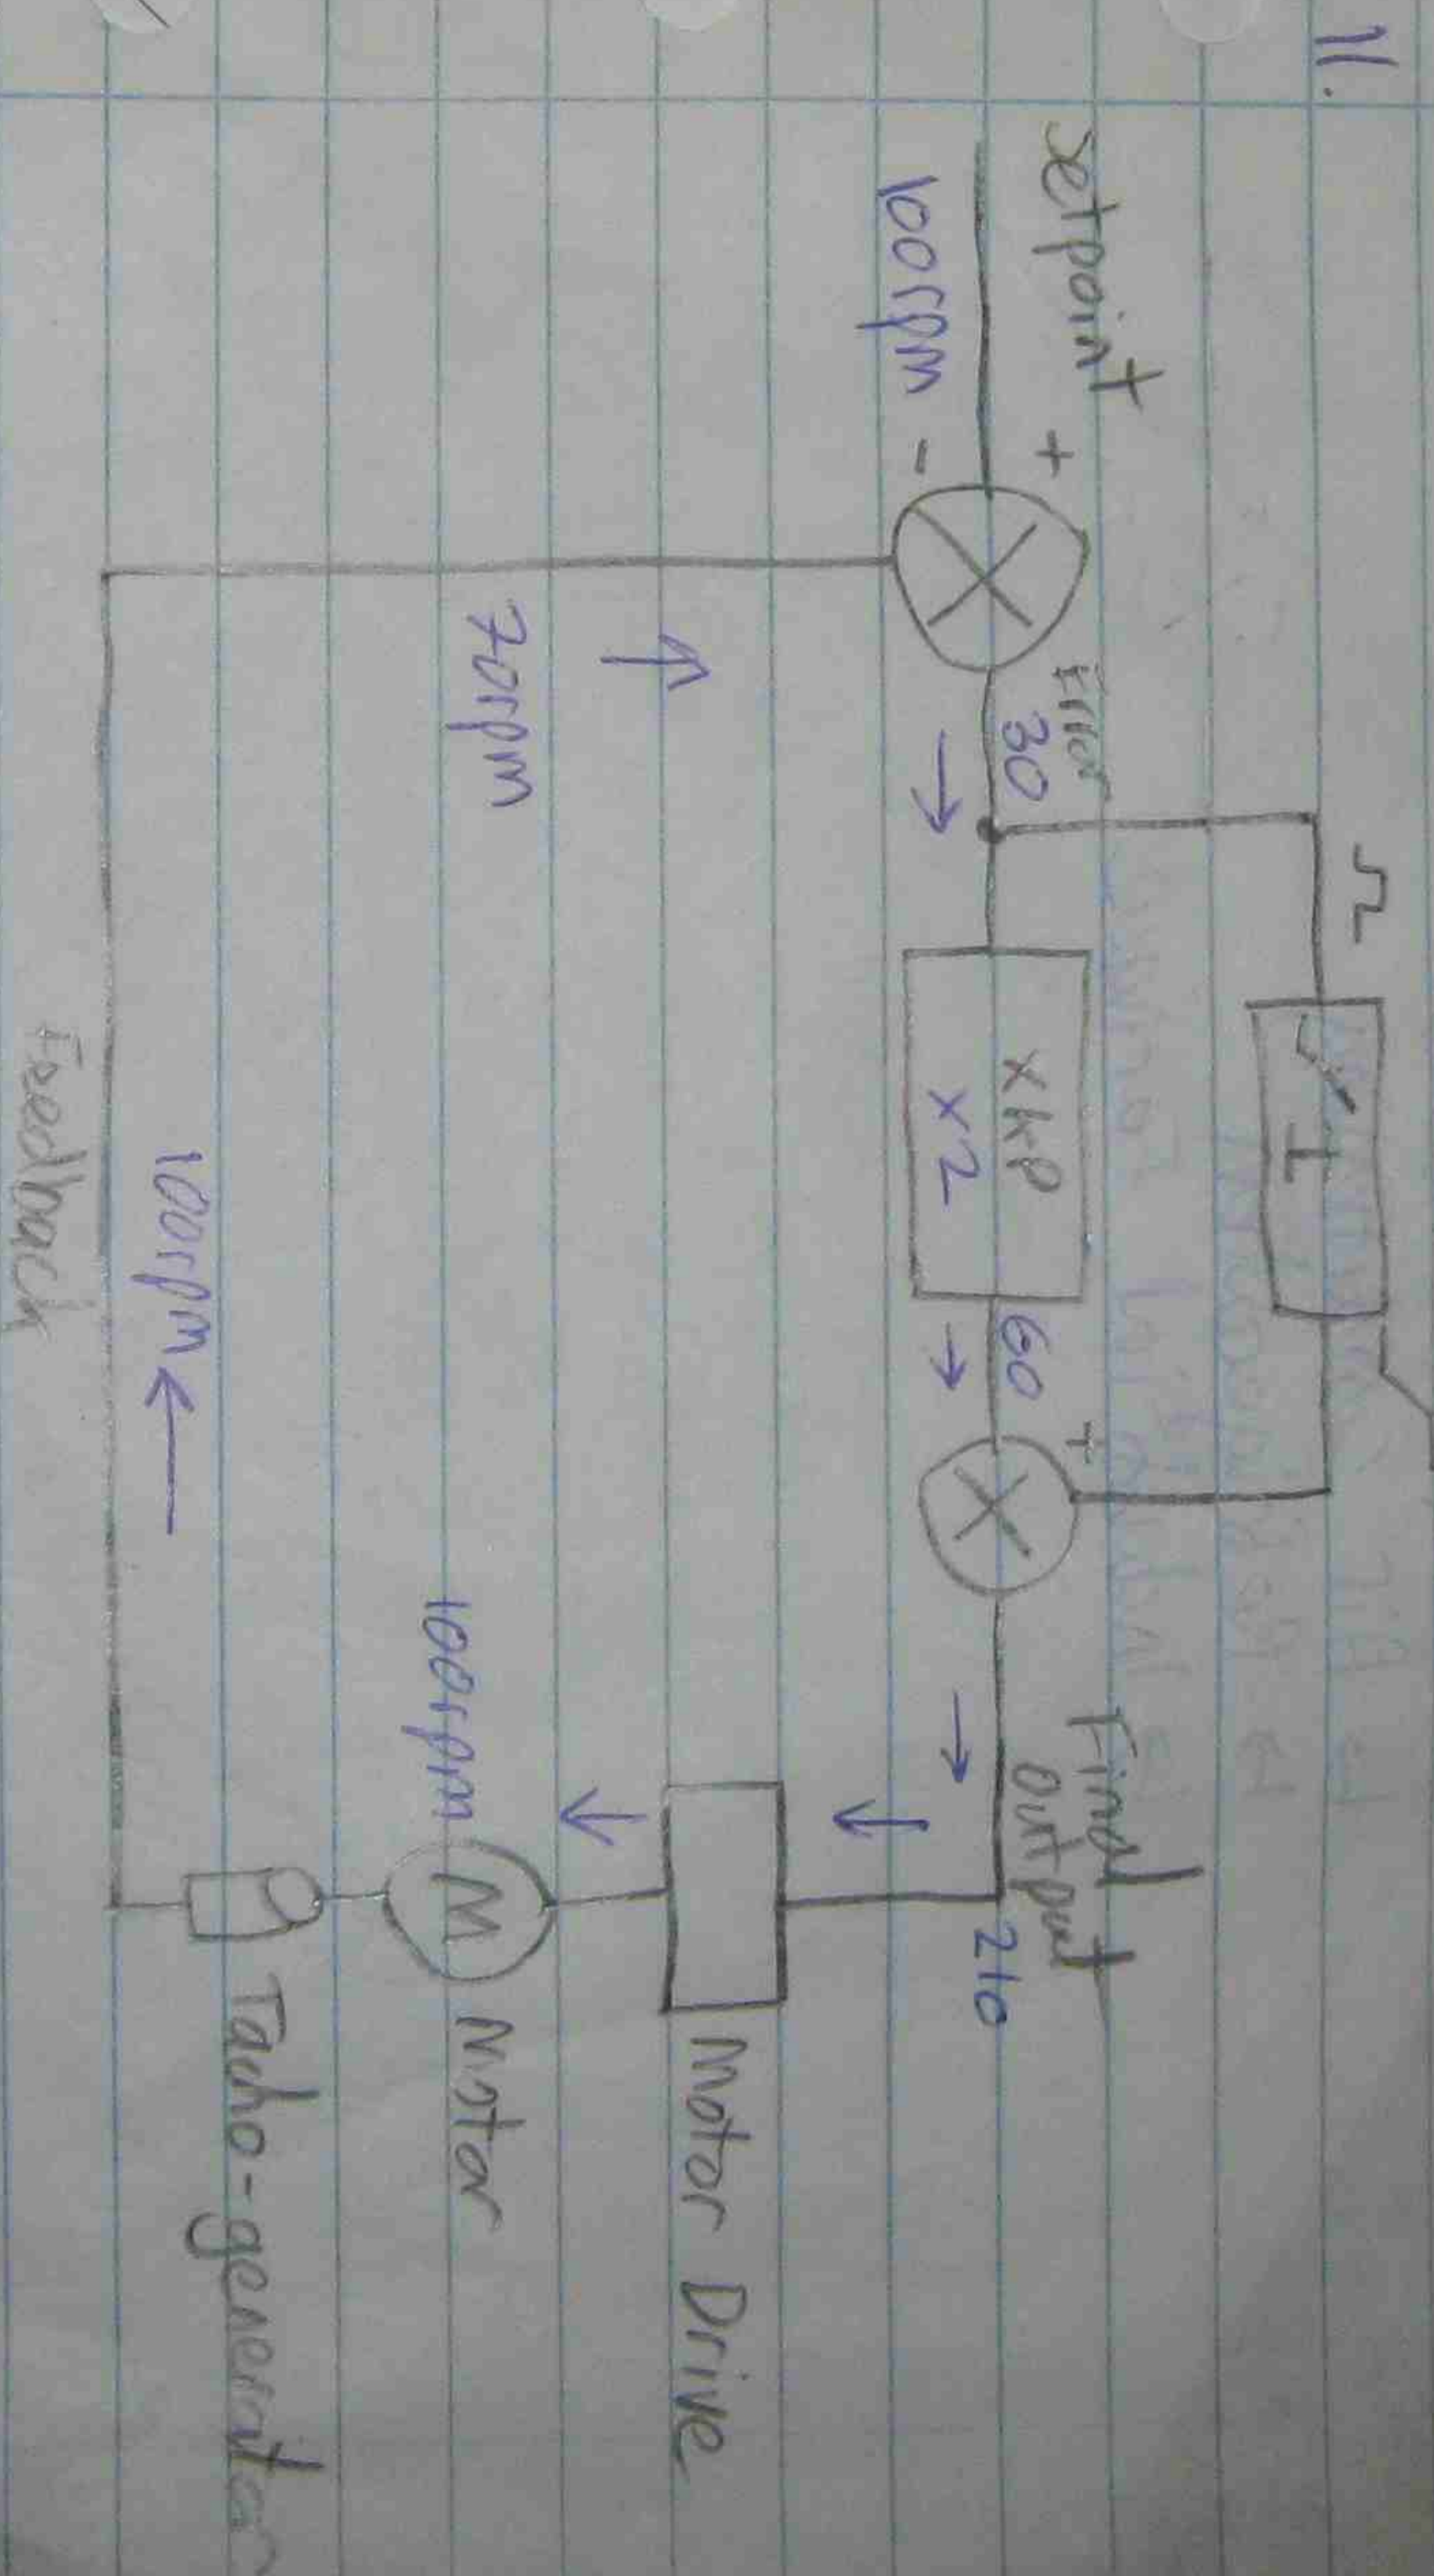 11.
I
setpoint
+
Error
30
xkp
x2
60
+
Final
Output
210
100rpm
-
70rpm
Motor Drive
100rpm
M
Motor
100rpm
Tacho-generator
Feedback